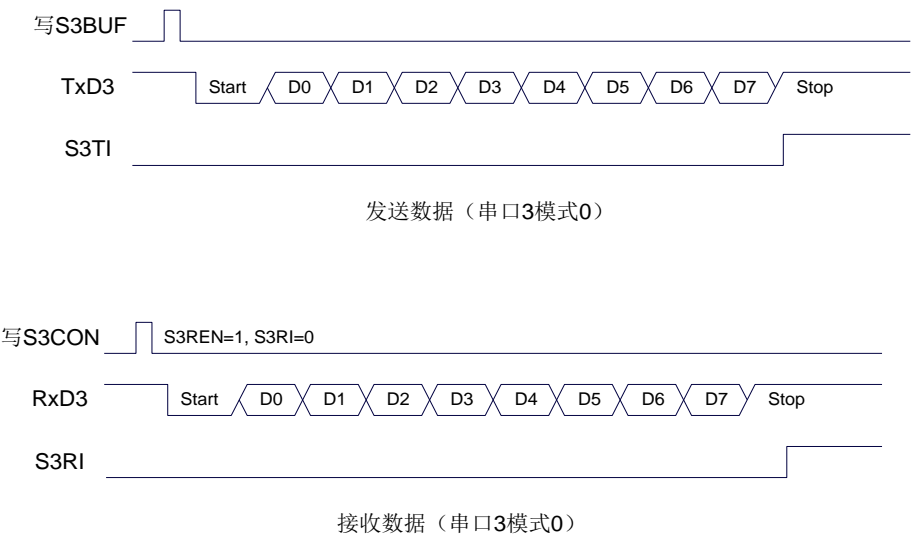 写S3BUF
TxD3 Start D0 D1 D2 D3 D4 D5 D6 D7 Stop
S3TI
发送数据（串口3模式0）
写S3CON S3REN=1, S3RI=0
RxD3 Start D0 D1 D2 D3 D4 D5 D6 D7 Stop
S3RI
接收数据（串口3模式0）